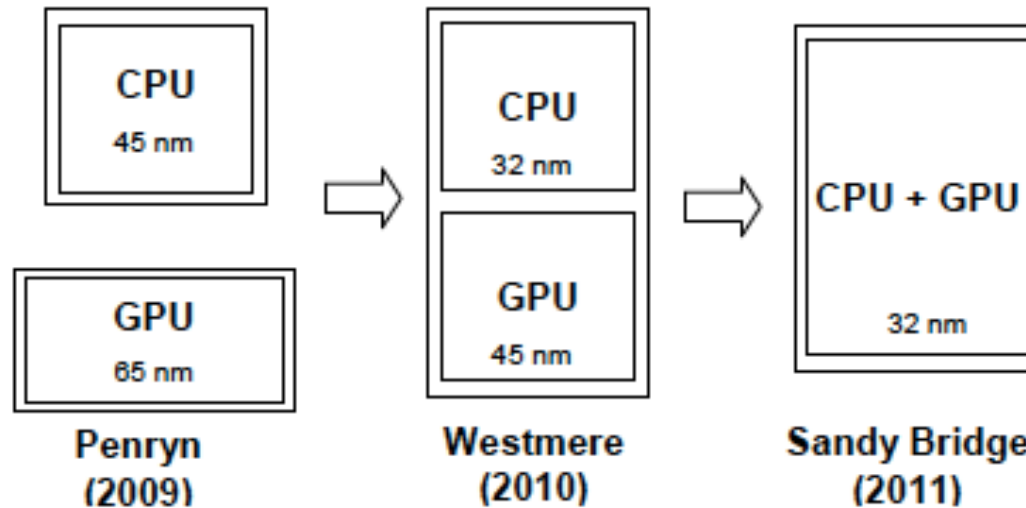 CPU
45 nm
GPU
65 nm
Penryn
(2009)
CPU
32 nm
GPU
45 nm
Westmere
(2010)
CPU + GPU
32 nm
Sandy Bridge
(2011)